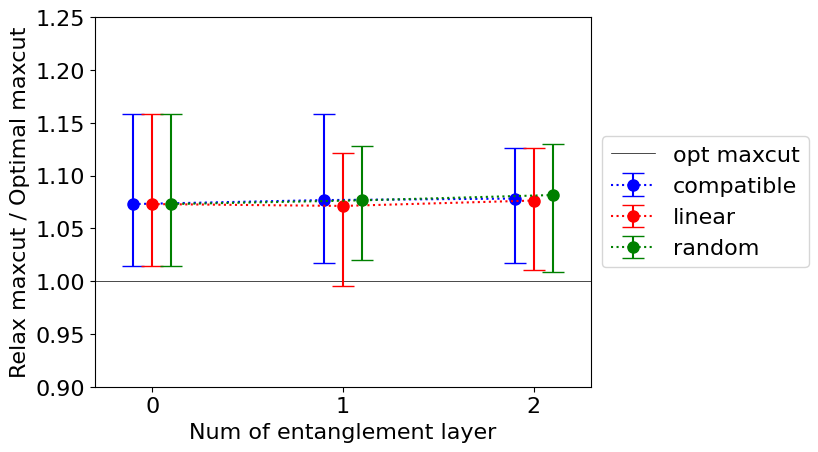 Relax maxcut / Optimal maxcut
1.25
1.20
1.15
1.10
1.05
1.00
0.95
0.90
0
1
2
Num of entanglement layer
opt maxcut
compatible
linear
random